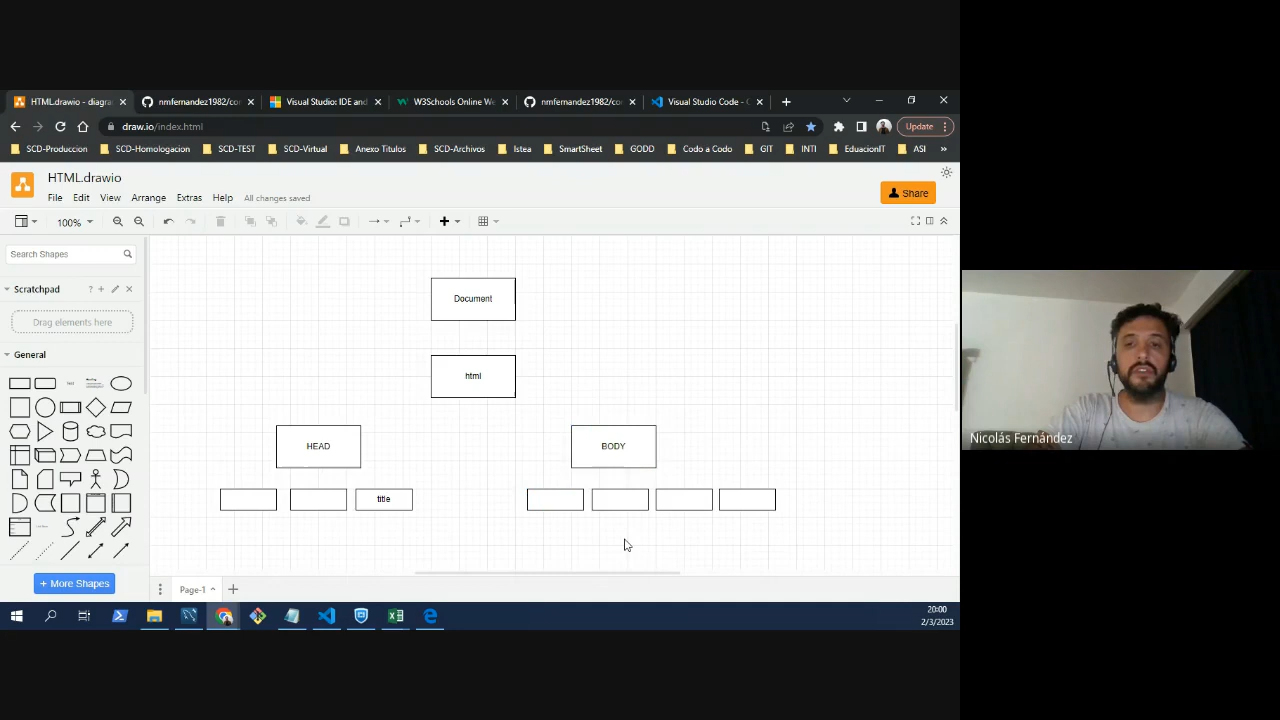 HTML.drawio - diagra
nmfernandez1982/co
Visual Studio: IDE and
W3Schools Online We
nmfernandez1982/co
Visual Studio Code - C
draw.io/index.html
Update
SCD-Produccion
SCD-Homologacion
SCD-TEST
SCD-Virtual
Anexo Titulos
SCD-Archivos
Istea
SmartSheet
GODD
Codo a Codo
GIT
INTI
EduacionIT
ASI
»
HTML.drawio
File Edit View Arrange Extras Help All changes saved
Share
100%
Search Shapes
Scratchpad
?
Drag elements here
General
Text
Document
html
HEAD
BODY
title
+ More Shapes
Page-1
20:00
2/3/2023
Nicolás Fernández